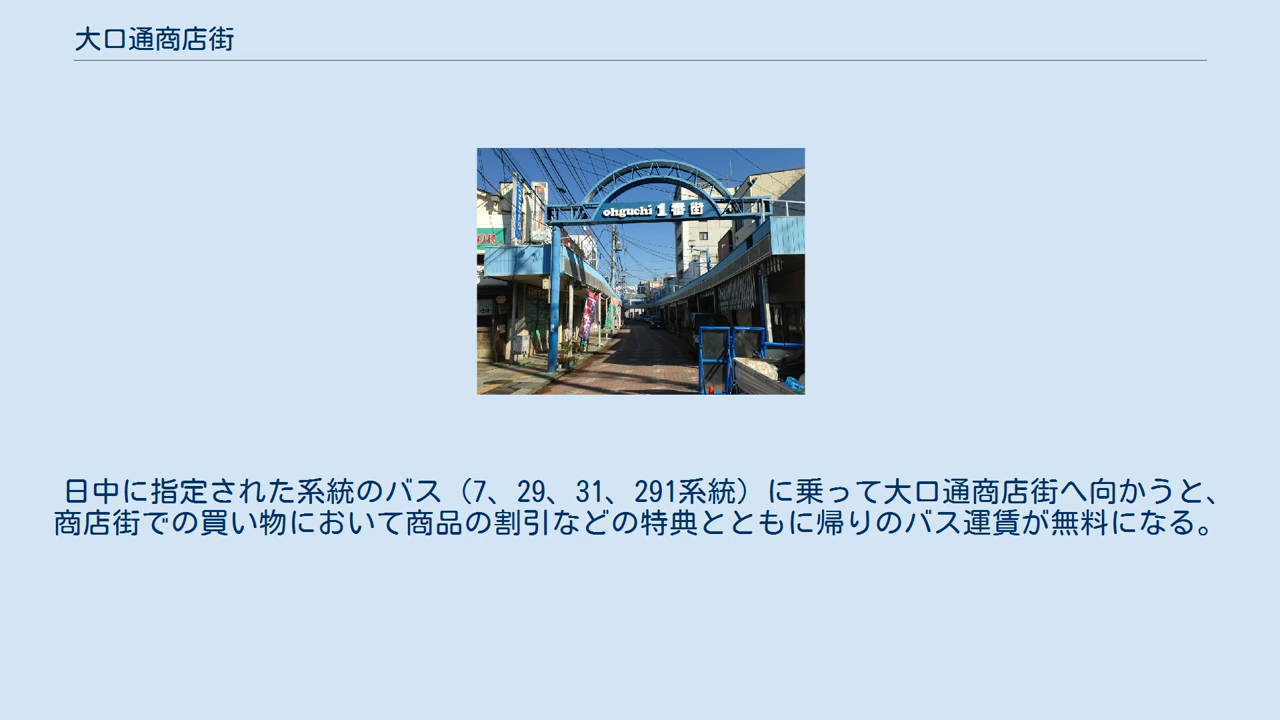 大口通商店街
ohguchi 1番街
日中に指定された系統のバス（7、29、31、291系統）に乗って大口通商店街へ向かうと、
商店街での買い物において商品の割引などの特典とともに帰りのバス運賃が無料になる。